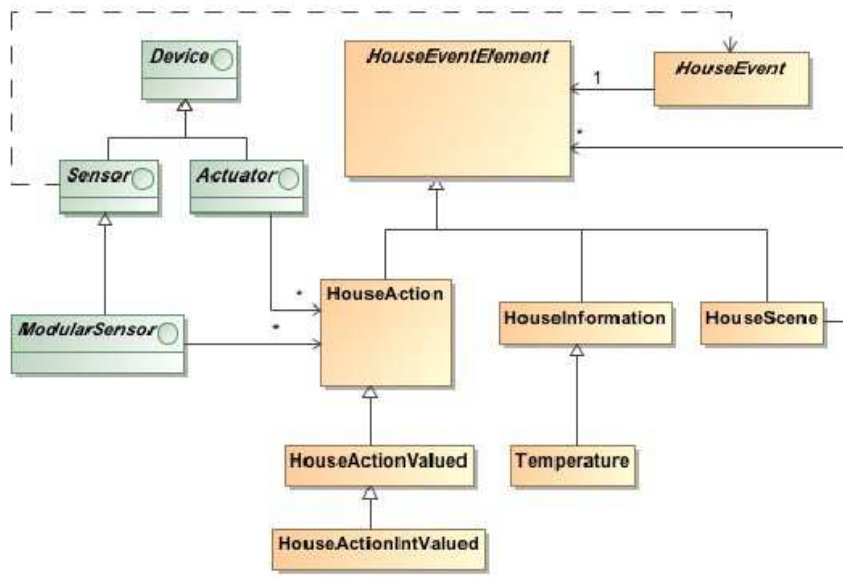 Device
HouseEventElement
HouseEvent
1
*
Sensor
Actuator
*
HouseAction
HouseInformation
HouseScene
ModularSensor
*
HouseActionValued
Temperature
HouseActionIntValued